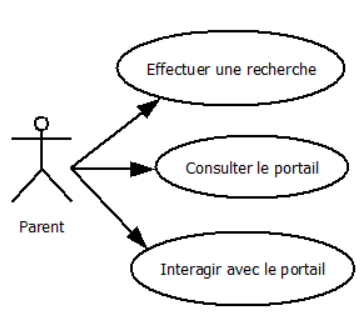 Effectuer une recherche
Consulter le portail
Parent
Interagir avec le portail